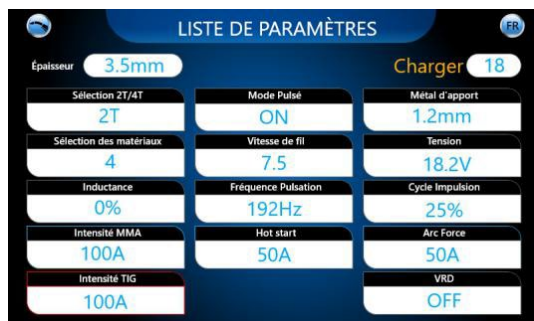 LISTE DE PARAMÈTRES FR
Épaisseur 3.5mm Charger 18
Sélection 2T/4T Mode Pulsé Métal d'apport
2T ON 1.2mm
Sélection des matériaux Vitesse de fil Tension
4 7.5 18.2V
Inductance Fréquence Pulsation Cycle Impulsion
0% 192Hz 25%
Intensité MMA Hot start Arc Force
100A 50A 50A
Intensité TIG VRD
100A OFF